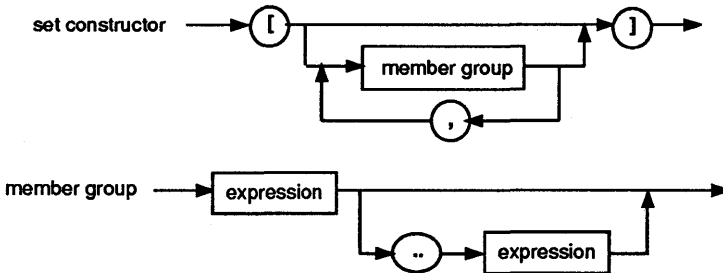 set constructor [ ]
member group
,
member group expression
.. expression